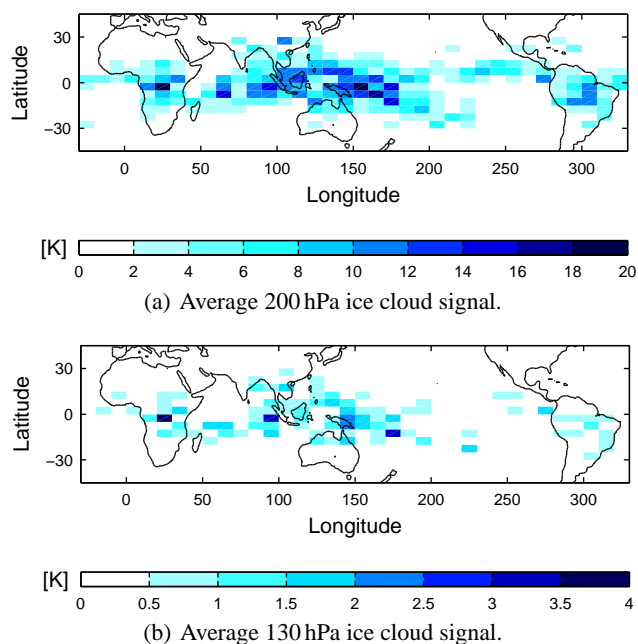 30
0
−30
Latitude
0 50 100 150 200 250 300
Longitude
[K]
0 2 4 6 8 10 12 14 16 18 20
(a) Average 200 hPa ice cloud signal.
30
0
−30
Latitude
0 50 100 150 200 250 300
Longitude
[K]
0 0.5 1 1.5 2 2.5 3 3.5 4
(b) Average 130 hPa ice cloud signal.